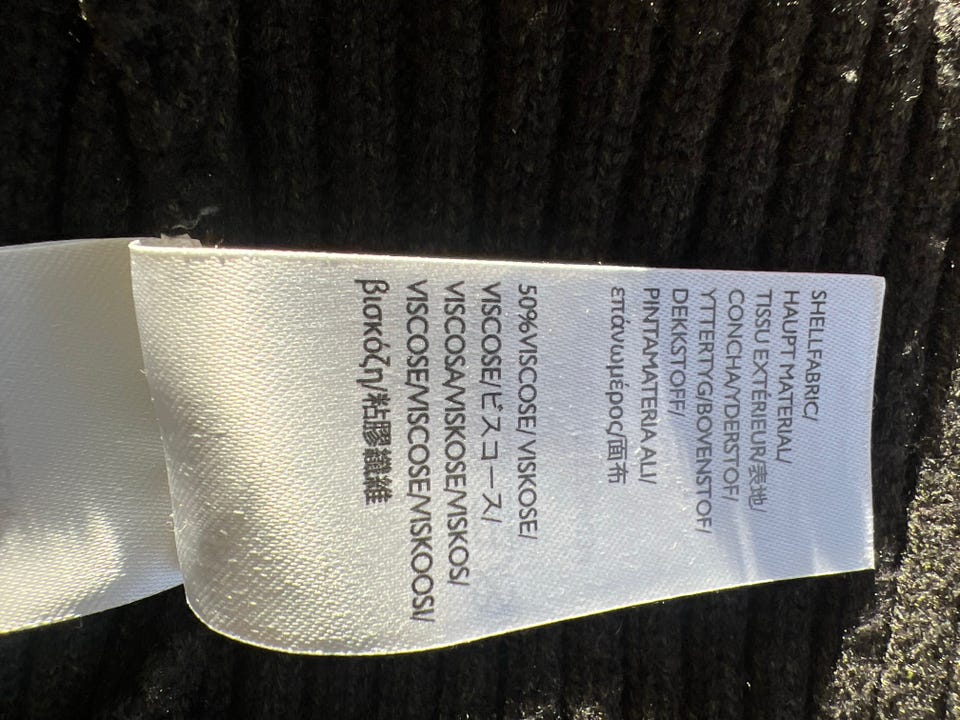 SHELLFABRIC/
HAUPT MATERIAL/
TISSU EXTÉRIEUR/表地/
CONCHA/YDERSTOF/
YTTERTYG/BOVENSTOF/
DEKKSTOFF/
PINTAMATERIAALI/
επάνωμέρος/面布
50%VISCOSE/ VISKOSE/
VISCOSE/ビスコース/
VISCOSA/VISKOSE/VISKOS/
VISCOSE/VISCOSE/VISKOOSI/
βισκόζη/粘膠纖維